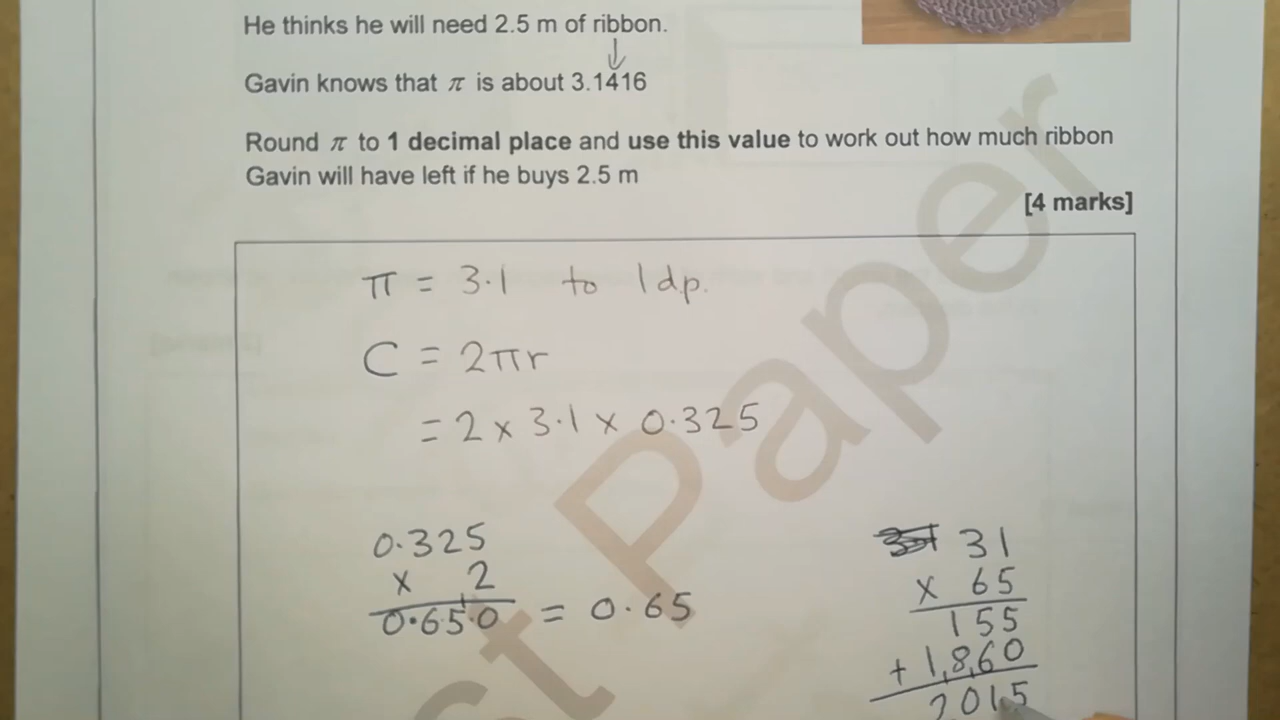 He thinks he will need 2.5 m of ribbon.
Gavin knows that π is about 3.1416
Round π to 1 decimal place and use this value to work out how much ribbon
Gavin will have left if he buys 2.5 m
[4 marks]
π = 3.1 to 1dp.
C = 2πr
= 2 x 3.1 x 0.325
0.325
x 2
0.650 = 0.65
31
x 65
155
+ 1,860
2015
t Paper